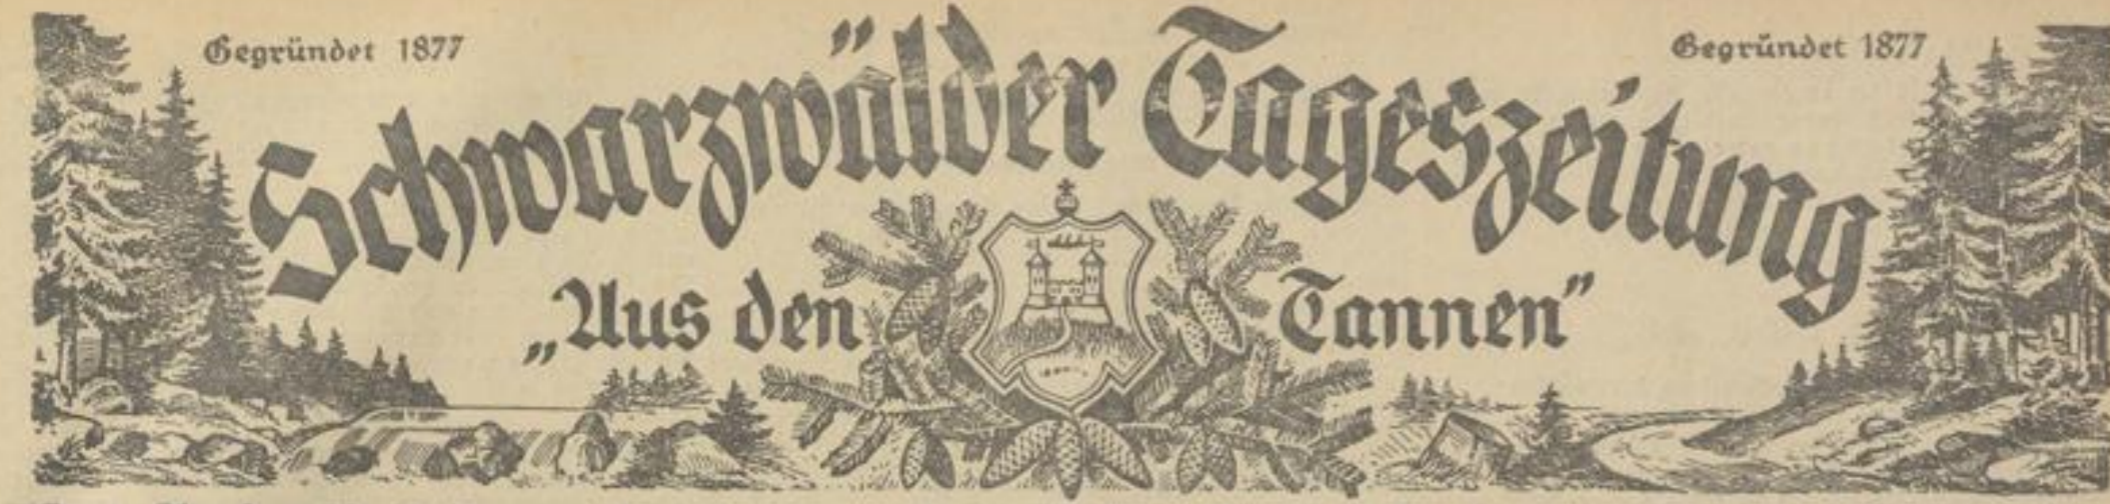 Gegründet 1877
Gegründet 1877
Schwarzwälder Tageszeitung
„Aus den Tannen“